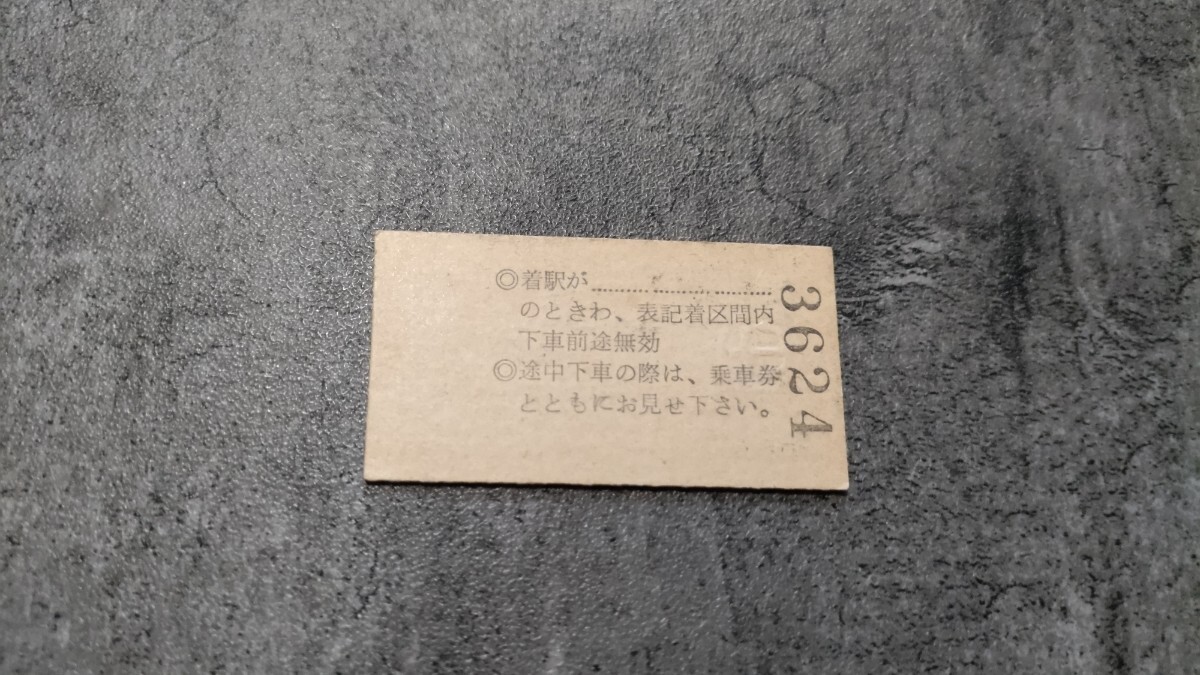 ◎着駅が....................
のときわ、表記着区間内
下車前途無効
◎途中下車の際は、乗車券
とともにお見せ下さい。
3624